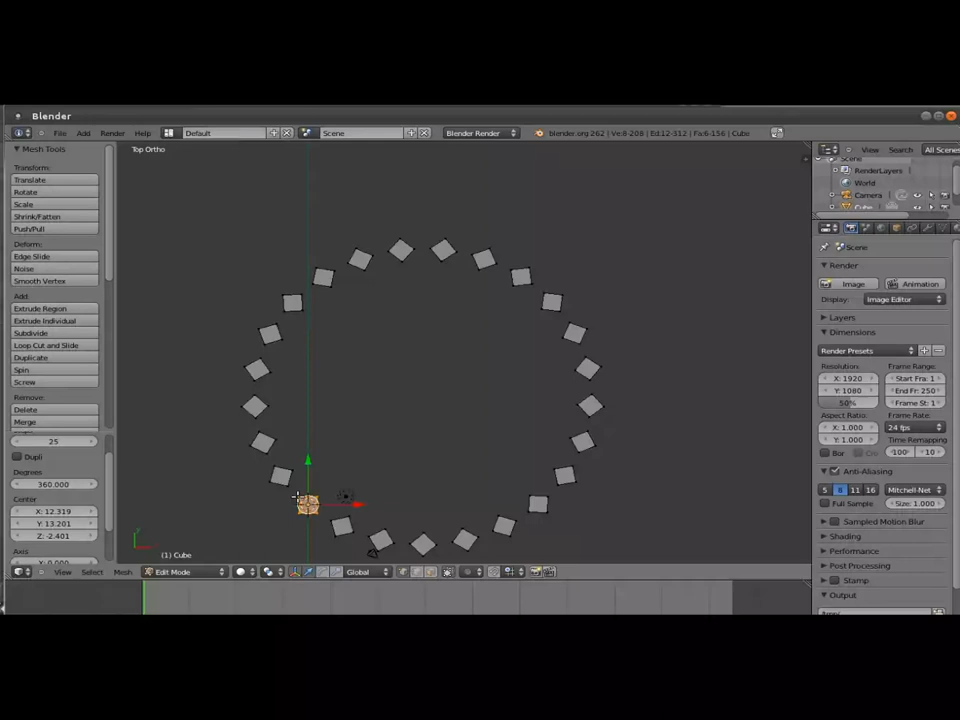 Blender
File Add Render Help Default Scene Blender Render blender.org 262 | Ve:8-208 | Ed:12-312 | Fa:6-156 | Cube
Mesh Tools
Transform:
Translate
Rotate
Scale
Shrink/Fatten
Push/Pull
Deform:
Edge Slide
Noise
Smooth Vertex
Add:
Extrude Region
Extrude Individual
Subdivide
Loop Cut and Slide
Duplicate
Spin
Screw
Remove:
Delete
Merge
25
Dupli
Degrees
360.000
Center
X: 12.319
Y: 13.201
Z: -2.401
Axis
X: 0.000
Top Ortho
(1) Cube
View Select Mesh Edit Mode Global
View Search All Scenes
Scene
RenderLayers
World
Camera
Cube
Scene
Render
Image Animation
Display: Image Editor
Layers
Dimensions
Render Presets
Resolution: Frame Range:
X: 1920 Start Fra: 1
Y: 1080 End Fr: 250
50% Frame St: 1
Aspect Ratio: Frame Rate:
X: 1.000 24 fps
Y: 1.000 Time Remapping
Bor 100 10
Anti-Aliasing
5 8 11 16 Mitchell-Net
Full Sample Size: 1.000
Sampled Motion Blur
Shading
Performance
Post Processing
Stamp
Output